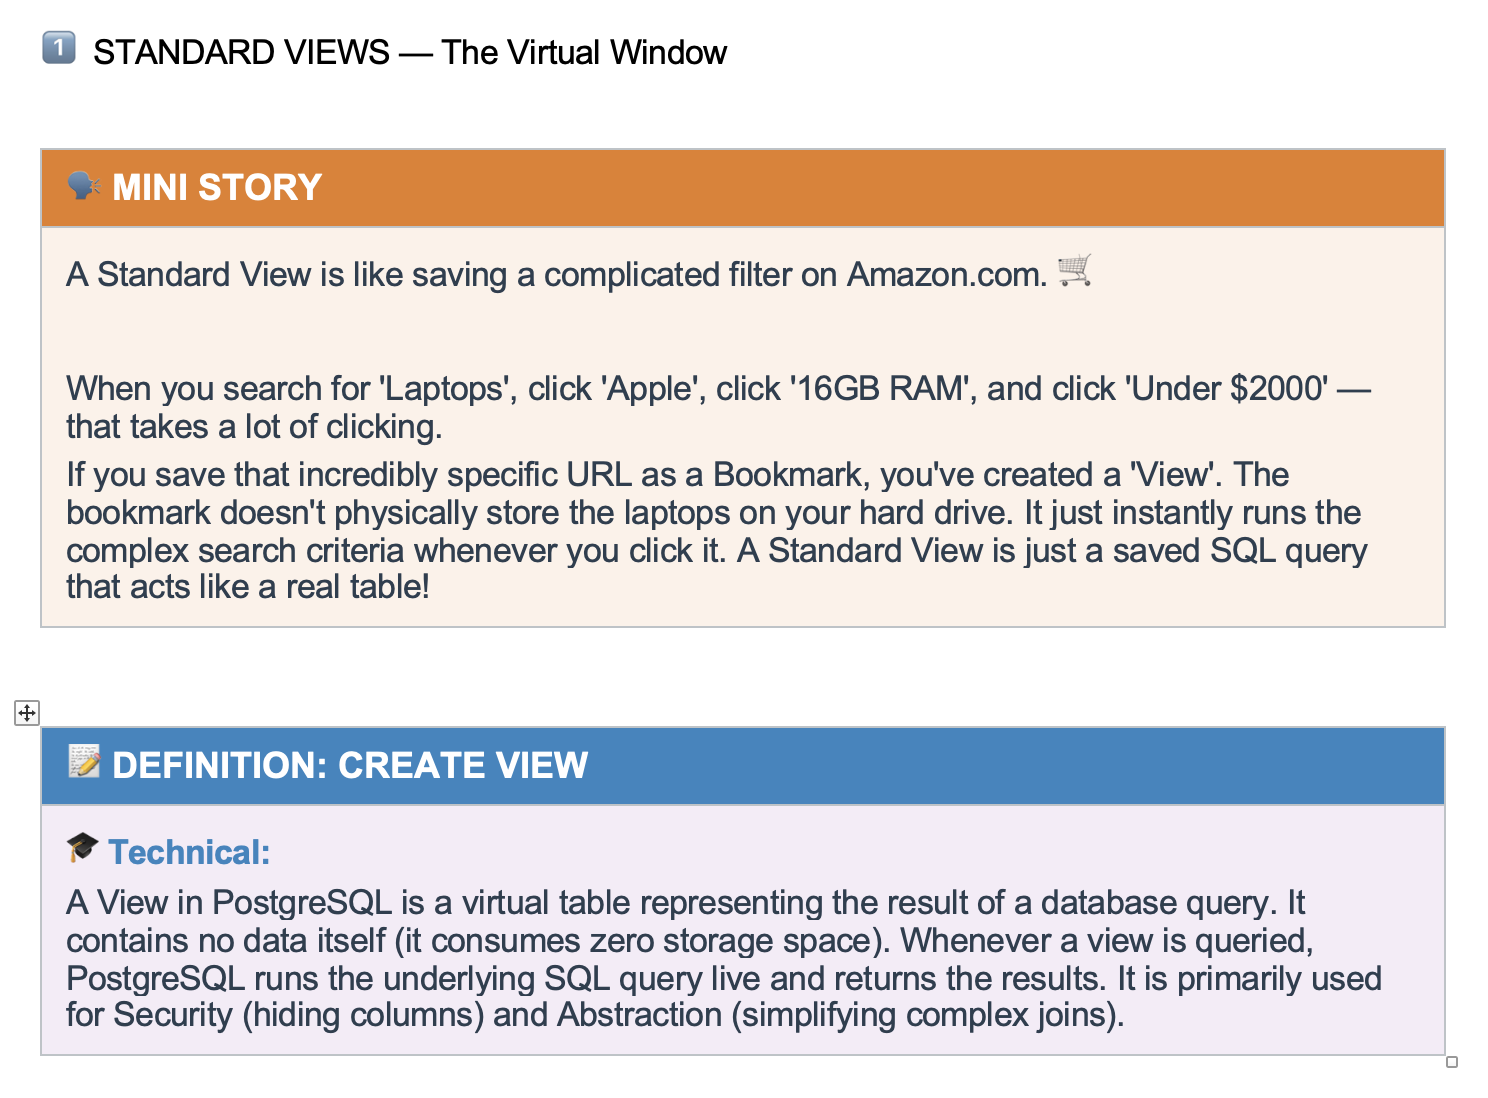 1️⃣ STANDARD VIEWS — The Virtual Window
🗣️ MINI STORY
A Standard View is like saving a complicated filter on Amazon.com. 🛒
When you search for 'Laptops', click 'Apple', click '16GB RAM', and click 'Under $2000' —
that takes a lot of clicking.
If you save that incredibly specific URL as a Bookmark, you've created a 'View'. The
bookmark doesn't physically store the laptops on your hard drive. It just instantly runs the
complex search criteria whenever you click it. A Standard View is just a saved SQL query
that acts like a real table!
📝 DEFINITION: CREATE VIEW
🎓 Technical:
A View in PostgreSQL is a virtual table representing the result of a database query. It
contains no data itself (it consumes zero storage space). Whenever a view is queried,
PostgreSQL runs the underlying SQL query live and returns the results. It is primarily used
for Security (hiding columns) and Abstraction (simplifying complex joins).